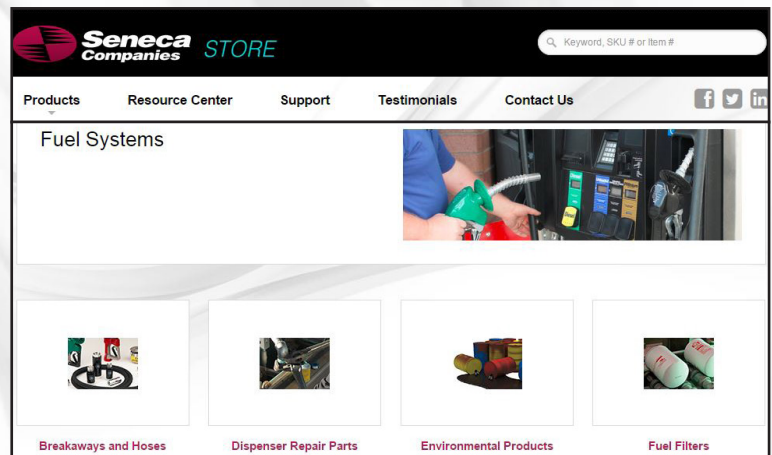 Seneca
Companies STORE
Keyword, SKU # or Item #
Products Resource Center Support Testimonials Contact Us
Fuel Systems
Breakaways and Hoses Dispenser Repair Parts Environmental Products Fuel Filters